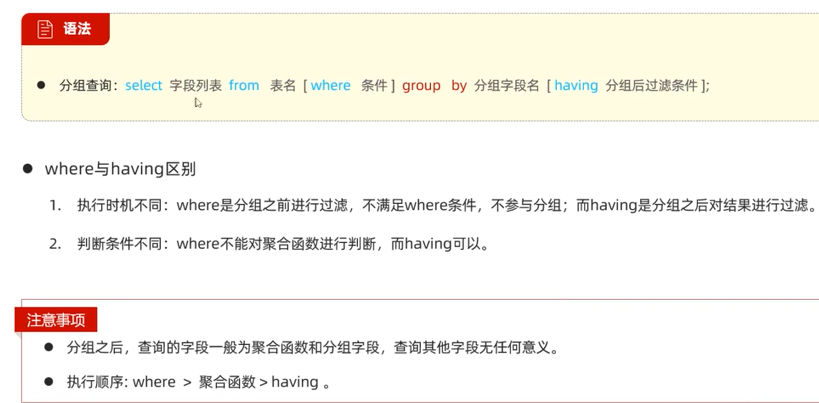 语法
● 分组查询：select 字段列表 from 表名 [ where 条件 ] group by 分组字段名 [ having 分组后过滤条件 ];
● where与having区别
1. 执行时机不同：where是分组之前进行过滤，不满足where条件，不参与分组；而having是分组之后对结果进行过滤。
2. 判断条件不同：where不能对聚合函数进行判断，而having可以。
注意事项
● 分组之后，查询的字段一般为聚合函数和分组字段，查询其他字段无任何意义。
● 执行顺序: where > 聚合函数 > having 。